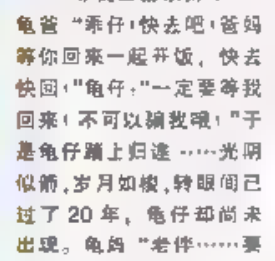 龟爸“乖仔!快去吧!爸妈
等你回来一起开饭, 快去
快回!"龟仔:"一定要等我
回来!不可以骗我哦!"于
是龟仔踏上归途……光阴
似箭,岁月如梭,转眼间已
过了 20 年, 龟仔却尚未
出现。龟妈“老伴……要